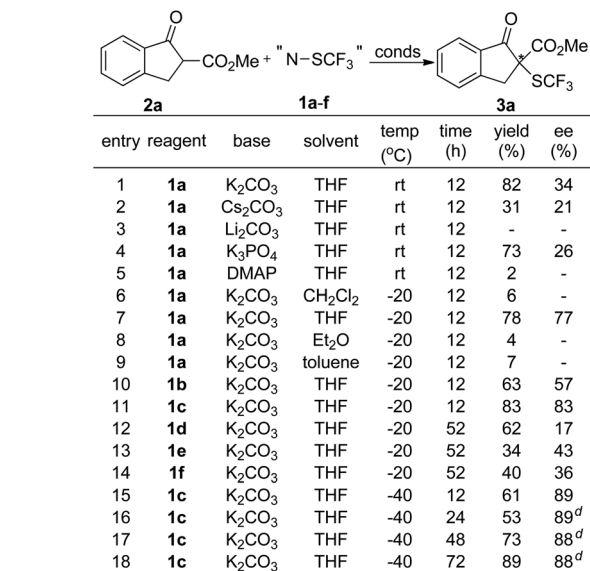 O
O
CO₂Me
CO₂Me + " N−SCF₃ " conds
*
SCF₃
2a 1a-f 3a
entry reagent base solvent temp (°C) time (h) yield (%) ee (%)
1 1a K₂CO₃ THF rt 12 82 34
2 1a Cs₂CO₃ THF rt 12 31 21
3 1a Li₂CO₃ THF rt 12 - -
4 1a K₃PO₄ THF rt 12 73 26
5 1a DMAP THF rt 12 2 -
6 1a K₂CO₃ CH₂Cl₂ -20 12 6 -
7 1a K₂CO₃ THF -20 12 78 77
8 1a K₂CO₃ Et₂O -20 12 4 -
9 1a K₂CO₃ toluene -20 12 7 -
10 1b K₂CO₃ THF -20 12 63 57
11 1c K₂CO₃ THF -20 12 83 83
12 1d K₂CO₃ THF -20 52 62 17
13 1e K₂CO₃ THF -20 52 34 43
14 1f K₂CO₃ THF -20 52 40 36
15 1c K₂CO₃ THF -40 12 61 89
16 1c K₂CO₃ THF -40 24 53 89ᵈ
17 1c K₂CO₃ THF -40 48 73 88ᵈ
18 1c K₂CO₃ THF -40 72 89 88ᵈ